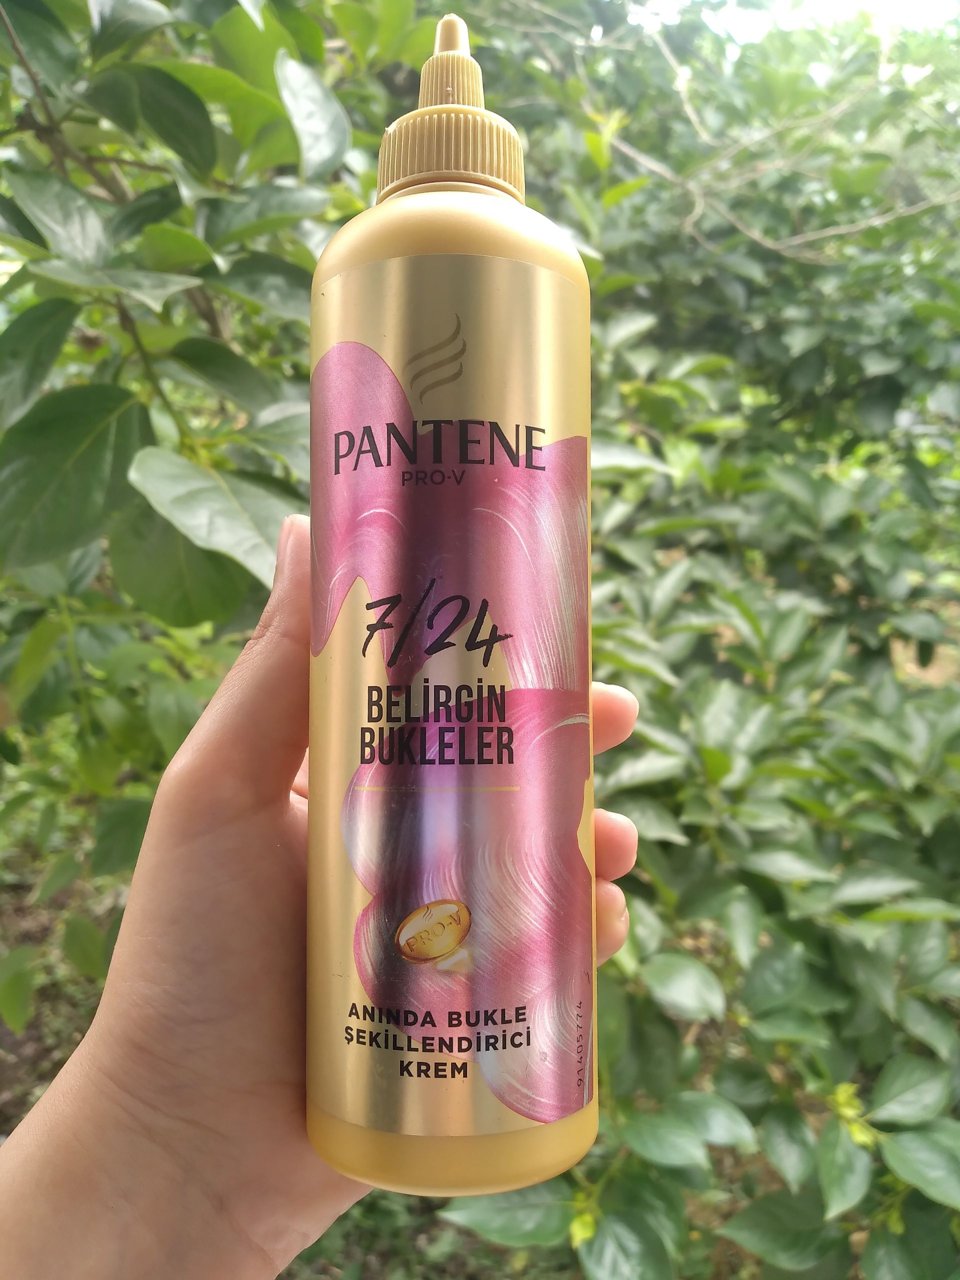 PANTENE
PRO-V
7/24
BELİRGİN
BUKLELER
PRO-V
ANINDA BUKLE
ŞEKİLLENDİRİCİ
KREM
91405774